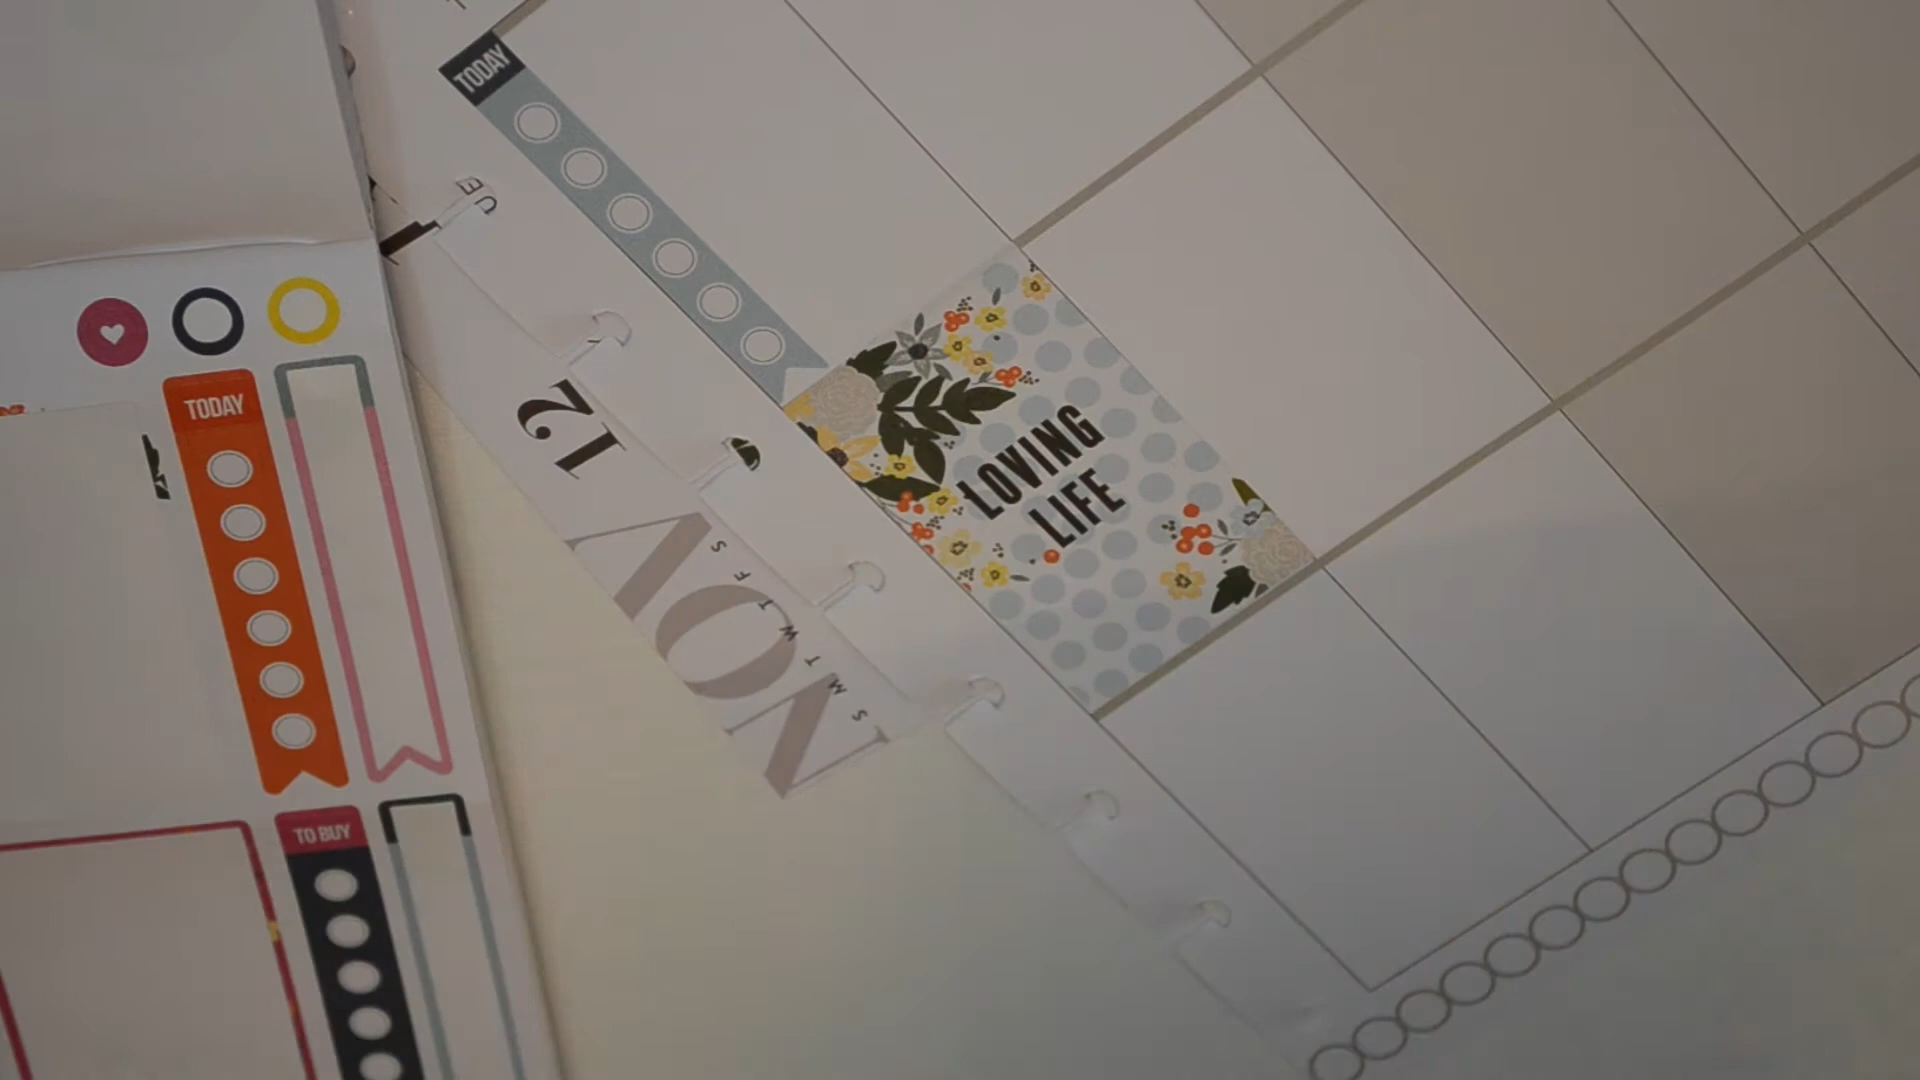 TODAY
LOVING
LIFE
TODAY
TO BUY
12
NOV
S M T W T F S